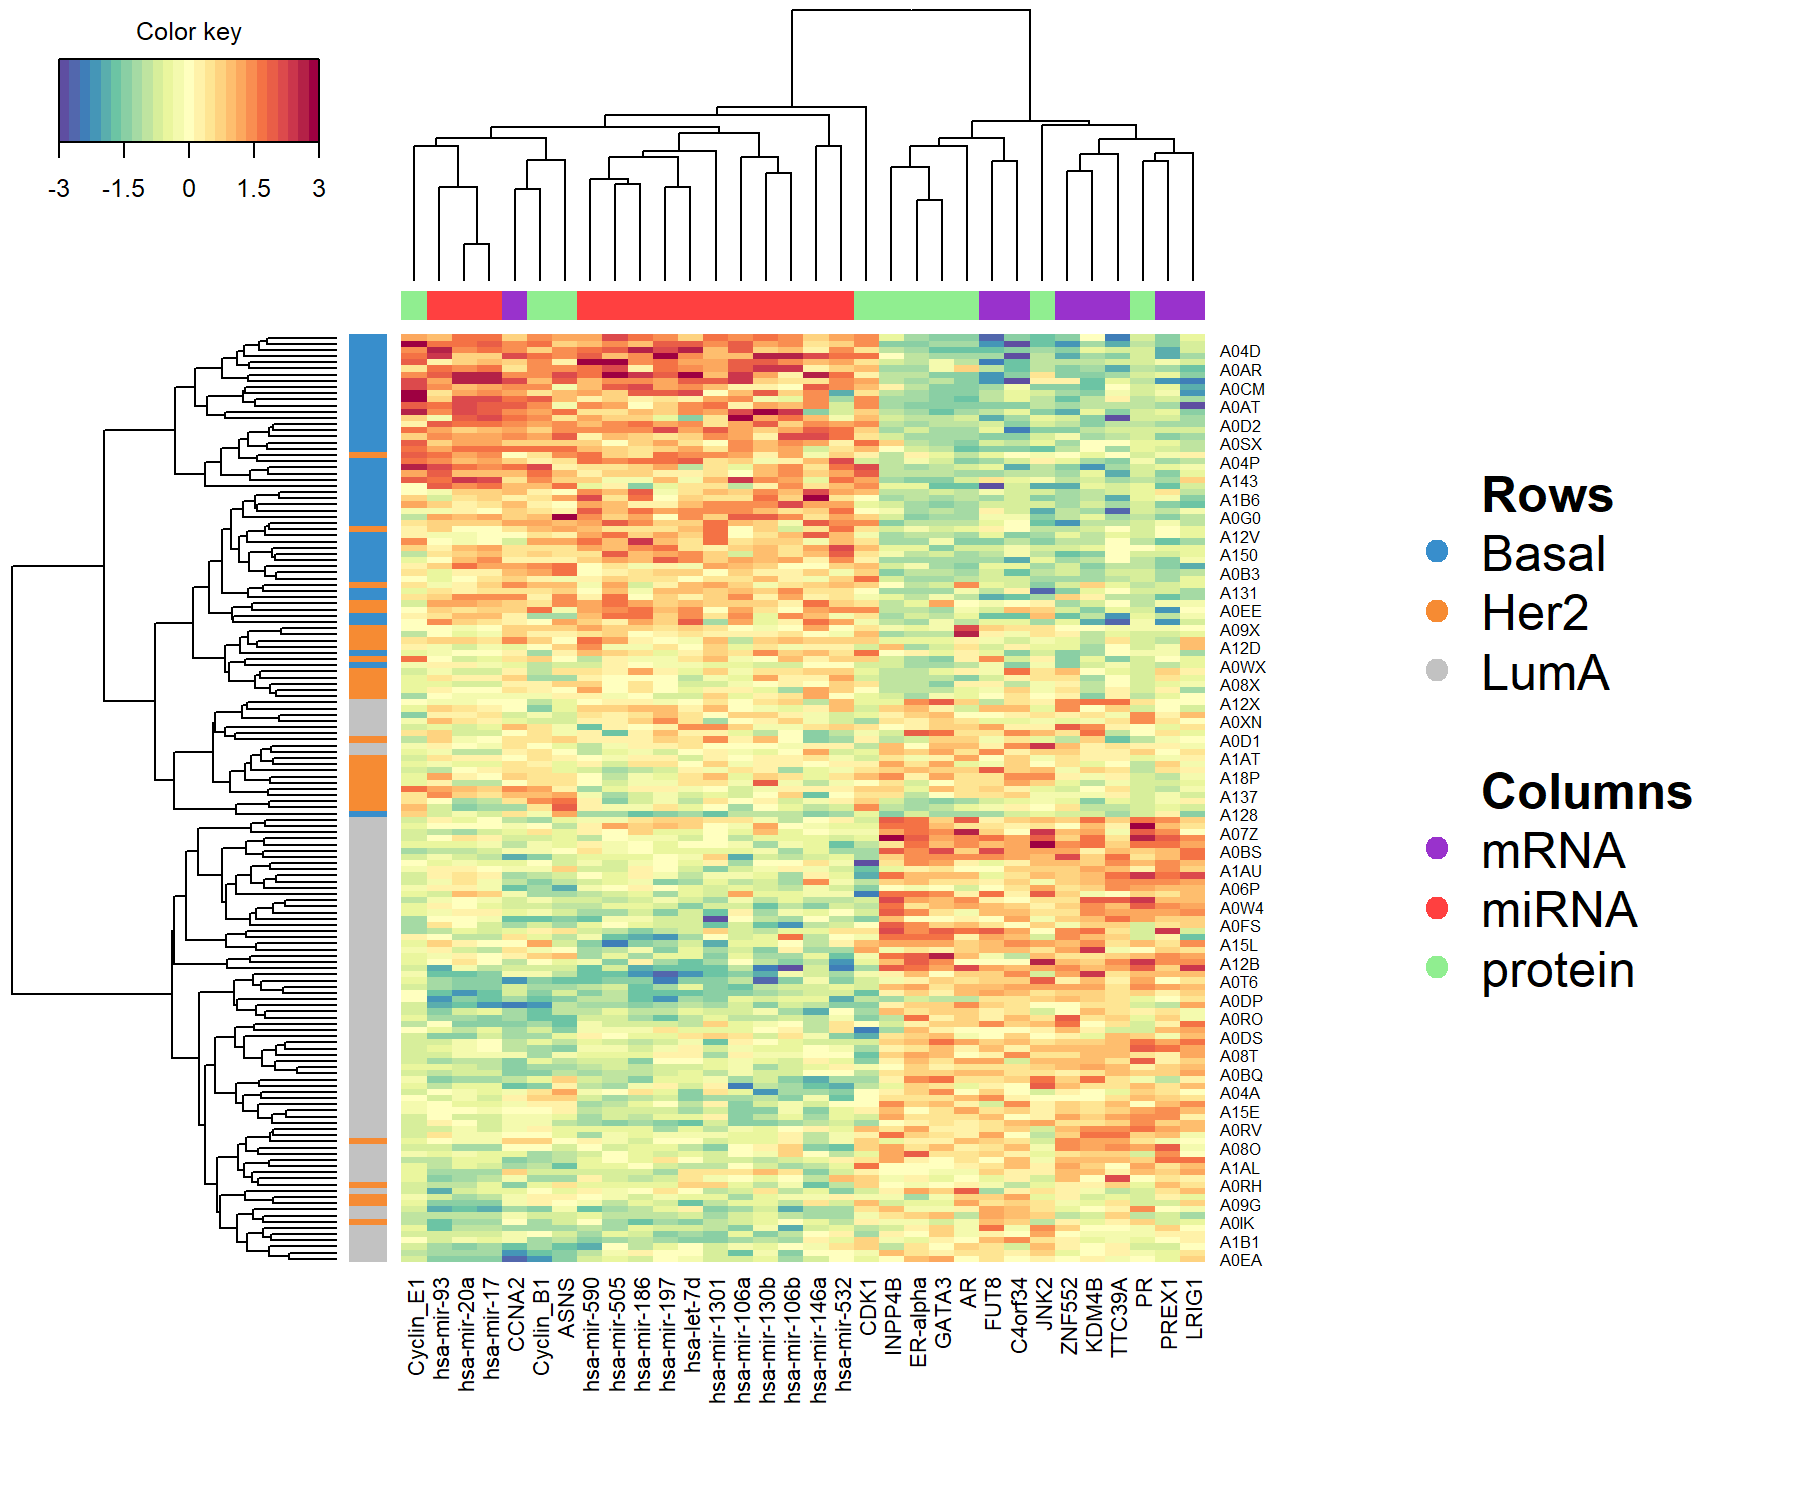 Color key
-3 -1.5 0 1.5 3
A04D
A0AR
A0CM
A0AT
A0D2
A0SX
A04P
A143
A1B6
A0G0
A12V
A150
A0B3
A131
A0EE
A09X
A12D
A0WX
A08X
A12X
A0XN
A0D1
A1AT
A18P
A137
A128
A07Z
A0BS
A1AU
A06P
A0W4
A0FS
A15L
A12B
A0T6
A0DP
A0RO
A0DS
A08T
A0BQ
A04A
A15E
A0RV
A08O
A1AL
A0RH
A09G
A0IK
A1B1
A0EA
Cyclin_E1
hsa-mir-93
hsa-mir-20a
hsa-mir-17
CCNA2
Cyclin_B1
ASNS
hsa-mir-590
hsa-mir-505
hsa-mir-186
hsa-mir-197
hsa-let-7d
hsa-mir-1301
hsa-mir-106a
hsa-mir-130b
hsa-mir-106b
hsa-mir-146a
hsa-mir-532
CDK1
INPP4B
ER-alpha
GATA3
AR
FUT8
C4orf34
JNK2
ZNF552
KDM4B
TTC39A
PR
PREX1
LRIG1
Rows
Basal
Her2
LumA
Columns
mRNA
miRNA
protein